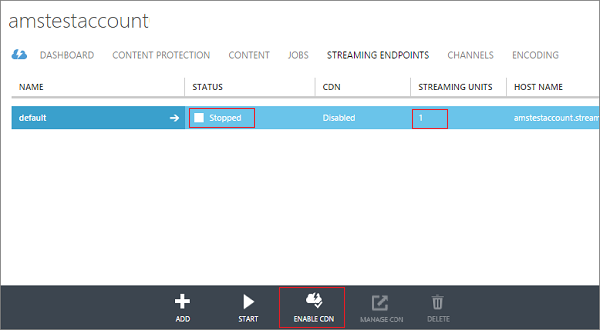 amstestaccount
DASHBOARD CONTENT PROTECTION CONTENT JOBS STREAMING ENDPOINTS CHANNELS ENCODING
NAME STATUS CDN STREAMING UNITS HOST NAME
default Stopped Disabled 1 amstestaccount.stream
ADD START ENABLE CDN MANAGE CDN DELETE